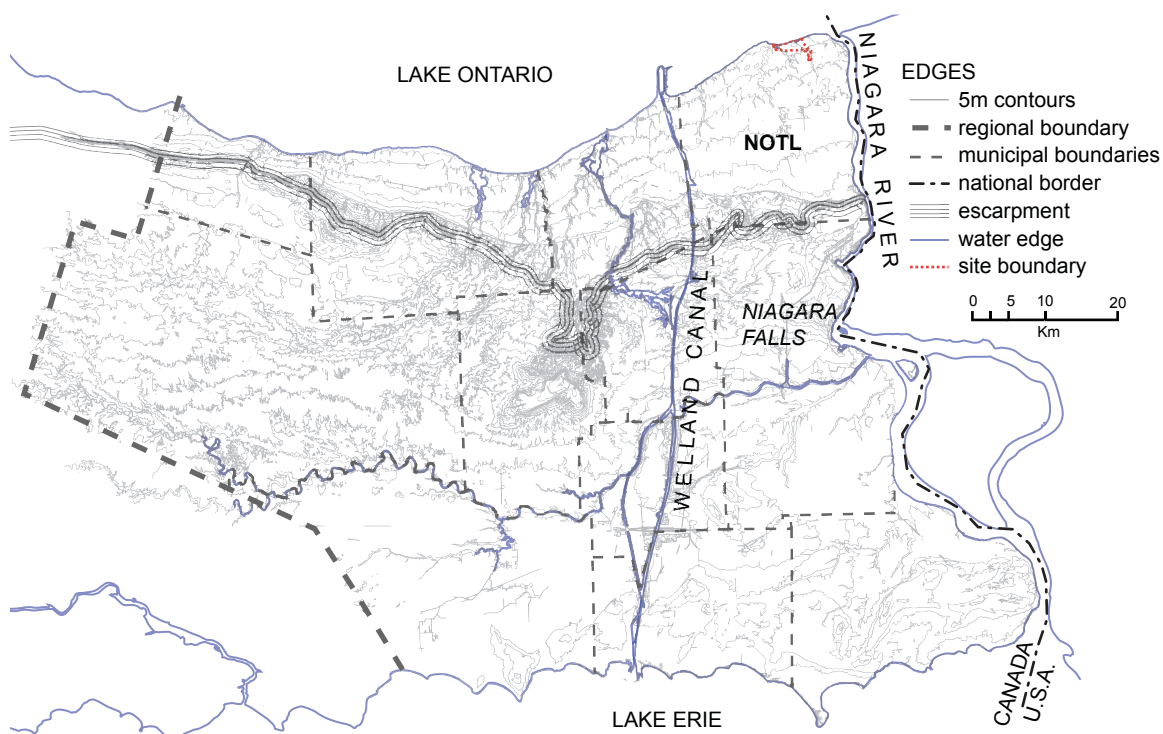 LAKE ONTARIO
NIAGARA RIVER
EDGES
5m contours
regional boundary
municipal boundaries
national border
escarpment
water edge
site boundary
0 5 10 20
Km
NOTL
NIAGARA
FALLS
WELLAND CANAL
CANADA
U.S.A.
LAKE ERIE